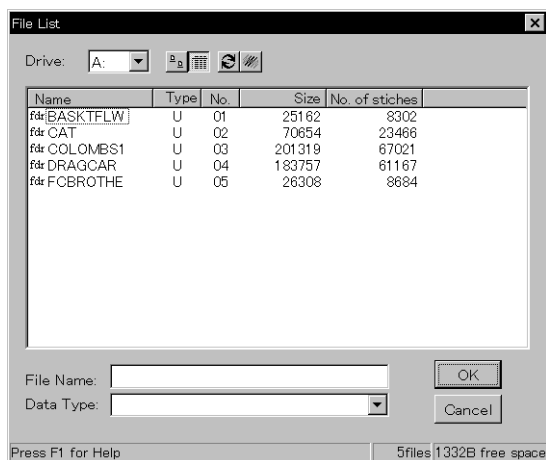 File List
Drive: A:
Name Type No. Size No. of stiches
fdr BASKTFLW U 01 25162 8302
fdr CAT U 02 70654 23466
fdr COLOMBS1 U 03 201319 67021
fdr DRAGCAR U 04 183757 61167
fdr FCBROTHE U 05 26308 8684
File Name:
OK
Data Type:
Cancel
Press F1 for Help 5files 1332B free space